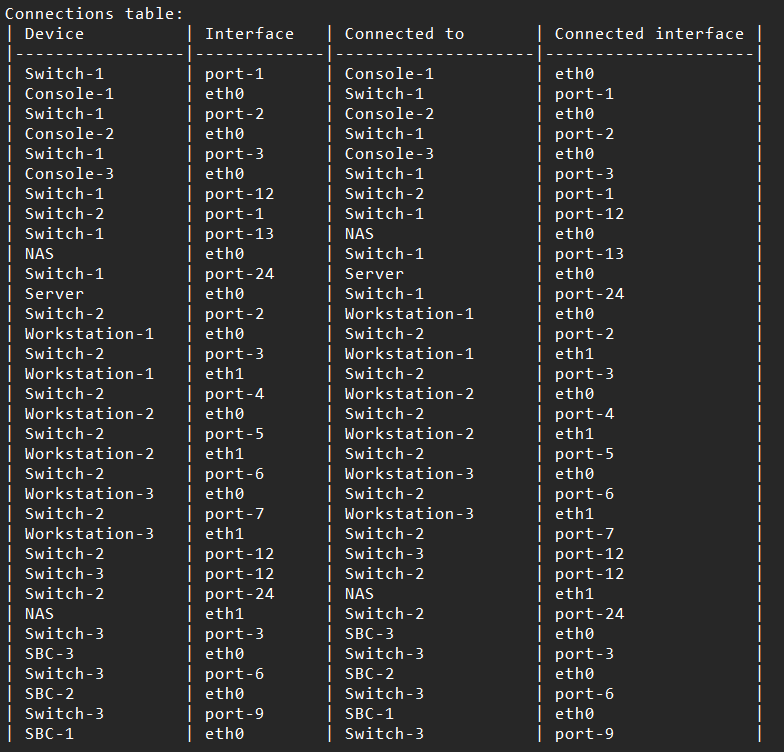 Connections table:
| Device          | Interface   | Connected to       | Connected interface |
|-----------------|-------------|--------------------|---------------------|
| Switch-1        | port-1      | Console-1          | eth0                |
| Console-1       | eth0        | Switch-1           | port-1              |
| Switch-1        | port-2      | Console-2          | eth0                |
| Console-2       | eth0        | Switch-1           | port-2              |
| Switch-1        | port-3      | Console-3          | eth0                |
| Console-3       | eth0        | Switch-1           | port-3              |
| Switch-1        | port-12     | Switch-2           | port-1              |
| Switch-2        | port-1      | Switch-1           | port-12             |
| Switch-1        | port-13     | NAS                | eth0                |
| NAS             | eth0        | Switch-1           | port-13             |
| Switch-1        | port-24     | Server             | eth0                |
| Server          | eth0        | Switch-1           | port-24             |
| Switch-2        | port-2      | Workstation-1      | eth0                |
| Workstation-1   | eth0        | Switch-2           | port-2              |
| Switch-2        | port-3      | Workstation-1      | eth1                |
| Workstation-1   | eth1        | Switch-2           | port-3              |
| Switch-2        | port-4      | Workstation-2      | eth0                |
| Workstation-2   | eth0        | Switch-2           | port-4              |
| Switch-2        | port-5      | Workstation-2      | eth1                |
| Workstation-2   | eth1        | Switch-2           | port-5              |
| Switch-2        | port-6      | Workstation-3      | eth0                |
| Workstation-3   | eth0        | Switch-2           | port-6              |
| Switch-2        | port-7      | Workstation-3      | eth1                |
| Workstation-3   | eth1        | Switch-2           | port-7              |
| Switch-2        | port-12     | Switch-3           | port-12             |
| Switch-3        | port-12     | Switch-2           | port-12             |
| Switch-2        | port-24     | NAS                | eth1                |
| NAS             | eth1        | Switch-2           | port-24             |
| Switch-3        | port-3      | SBC-3              | eth0                |
| SBC-3           | eth0        | Switch-3           | port-3              |
| Switch-3        | port-6      | SBC-2              | eth0                |
| SBC-2           | eth0        | Switch-3           | port-6              |
| Switch-3        | port-9      | SBC-1              | eth0                |
| SBC-1           | eth0        | Switch-3           | port-9              |